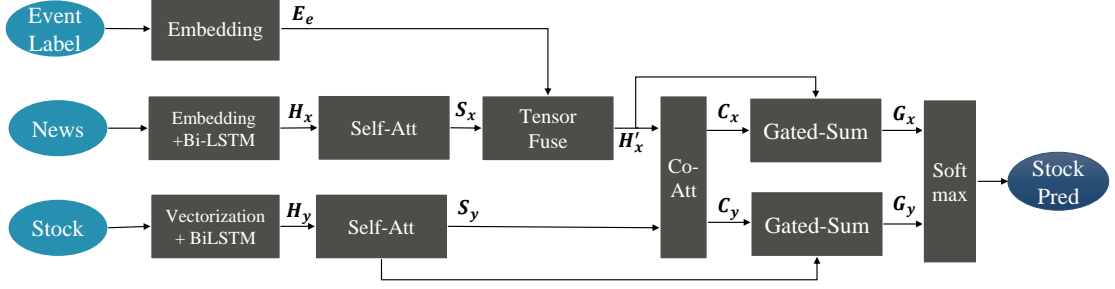 Event
Label
Embedding
E_e
News
Embedding
+Bi-LSTM
H_x
Self-Att
S_x
Tensor
Fuse
H'_x
Co-
Att
C_x
Gated-Sum
G_x
Soft
max
Stock
Pred
Stock
Vectorization
+ BiLSTM
H_y
Self-Att
S_y
C_y
Gated-Sum
G_y